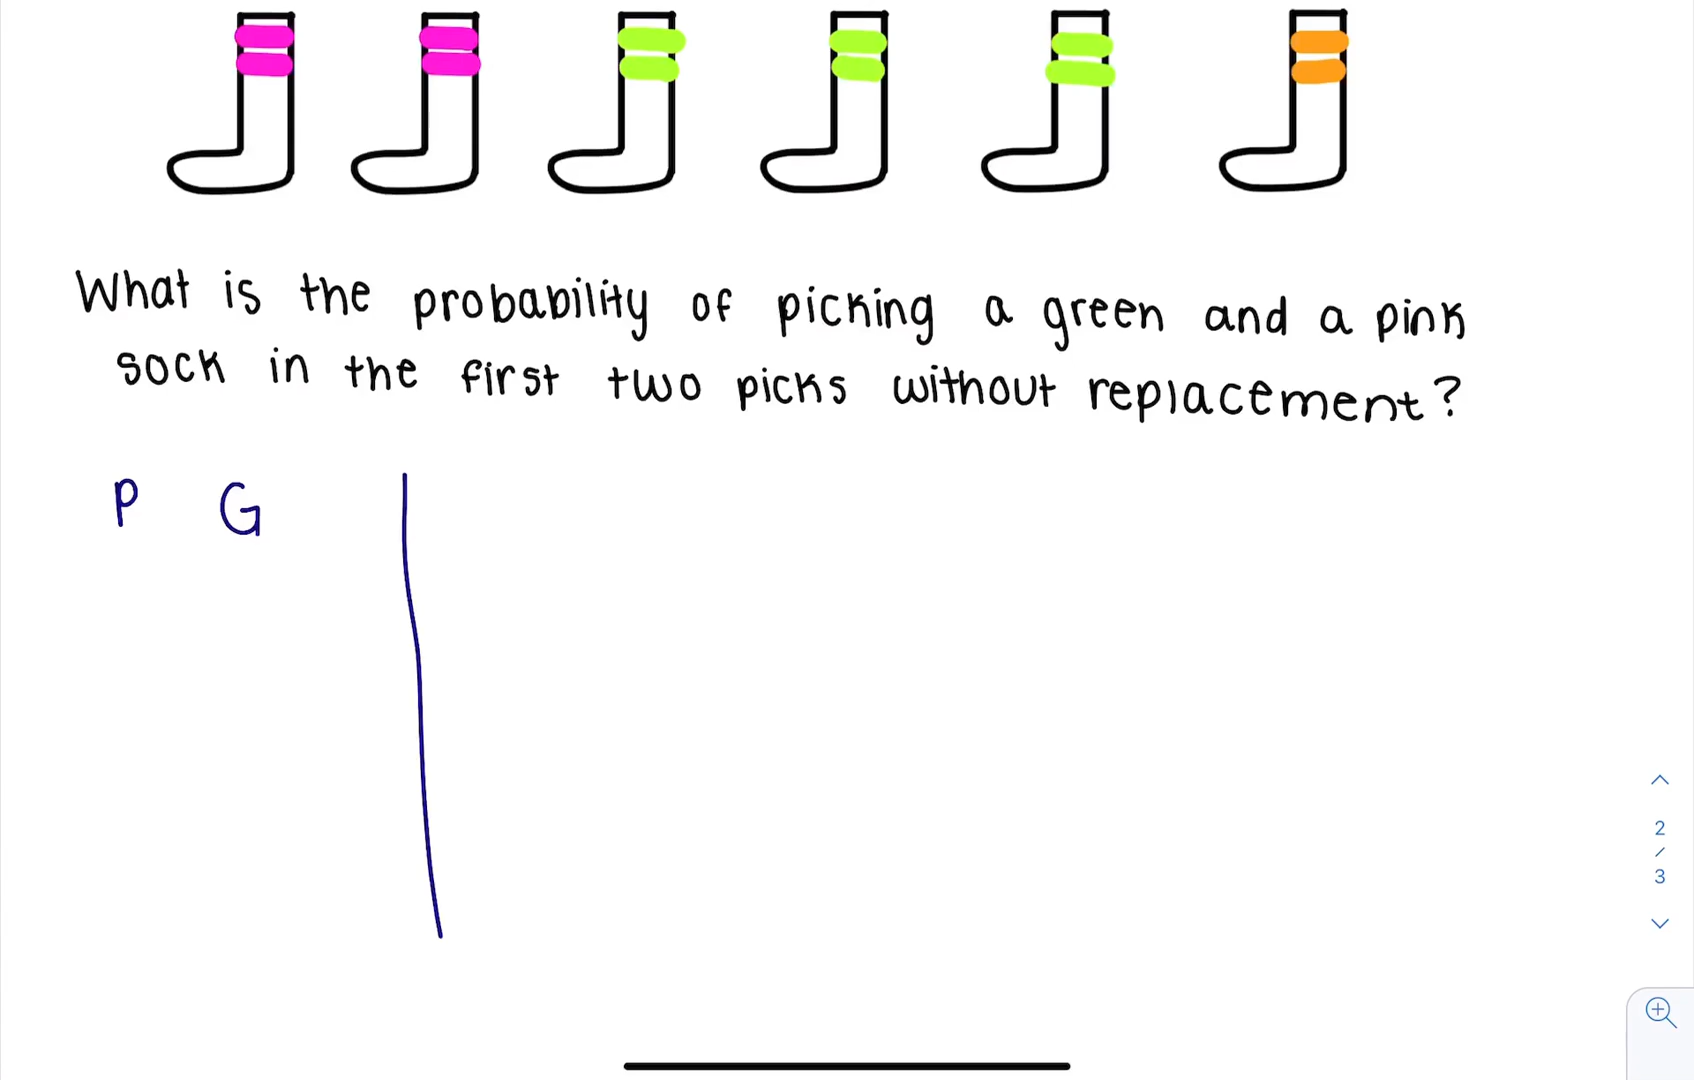 What is the probability of picking a green and a pink
sock in the first two picks without replacement?
P G
2
/
3